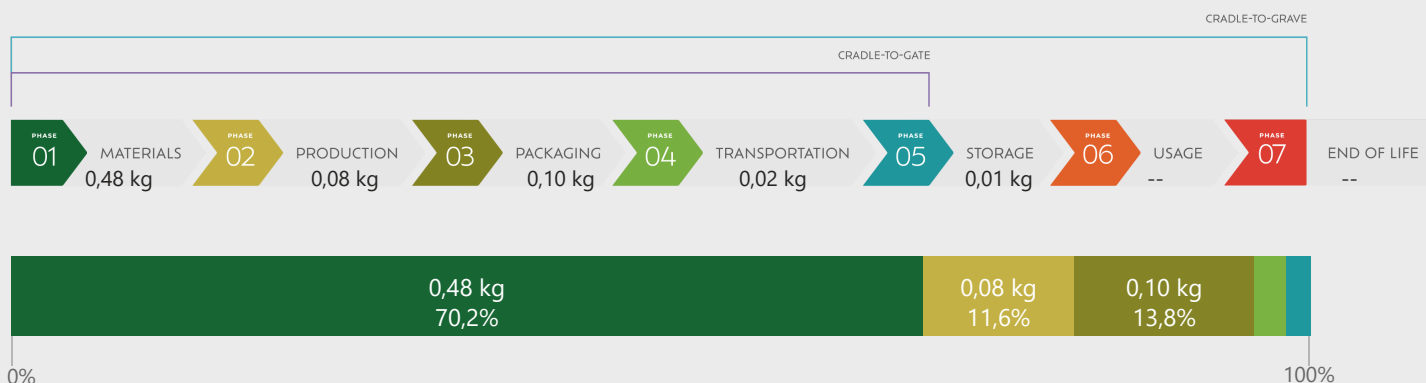 CRADLE-TO-GRAVE
CRADLE-TO-GATE
PHASE 01 MATERIALS 0,48 kg
PHASE 02 PRODUCTION 0,08 kg
PHASE 03 PACKAGING 0,10 kg
PHASE 04 TRANSPORTATION 0,02 kg
PHASE 05 STORAGE 0,01 kg
PHASE 06 USAGE --
PHASE 07 END OF LIFE --
0,48 kg
70,2%
0,08 kg
11,6%
0,10 kg
13,8%
0%
100%